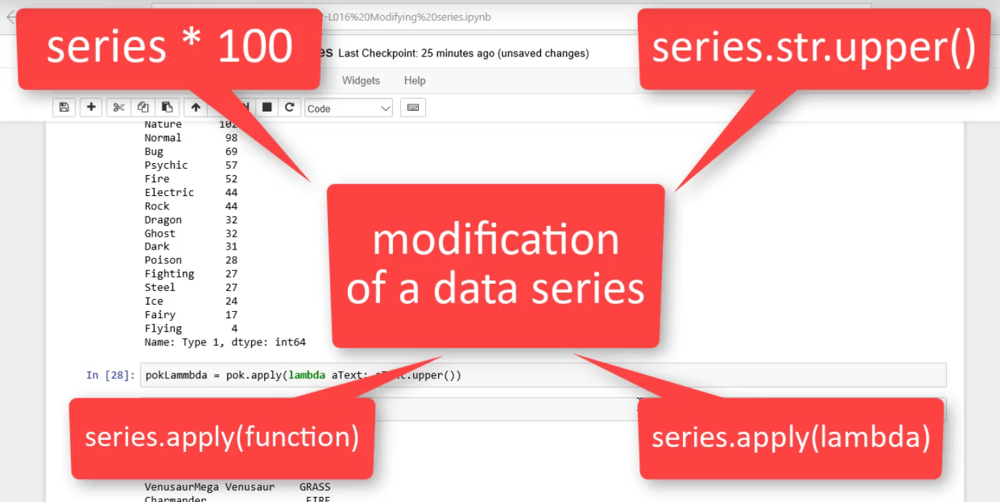 2-L016%20Modifying%20series.ipynb
series * 100
series.str.upper()
es Last Checkpoint: 25 minutes ago (unsaved changes)
Widgets Help
Code
Nature 102
Normal 98
Bug 69
Psychic 57
Fire 52
Electric 44
Rock 44
Dragon 32
Ghost 32
Dark 31
Poison 28
Fighting 27
Steel 27
Ice 24
Fairy 17
Flying 4
Name: Type 1, dtype: int64
modification
of a data series
In [28]: pokLammbda = pok.apply(lambda aText: aText.upper())
series.apply(function)
series.apply(lambda)
VenusaurMega Venusaur GRASS
Charmander FIRE